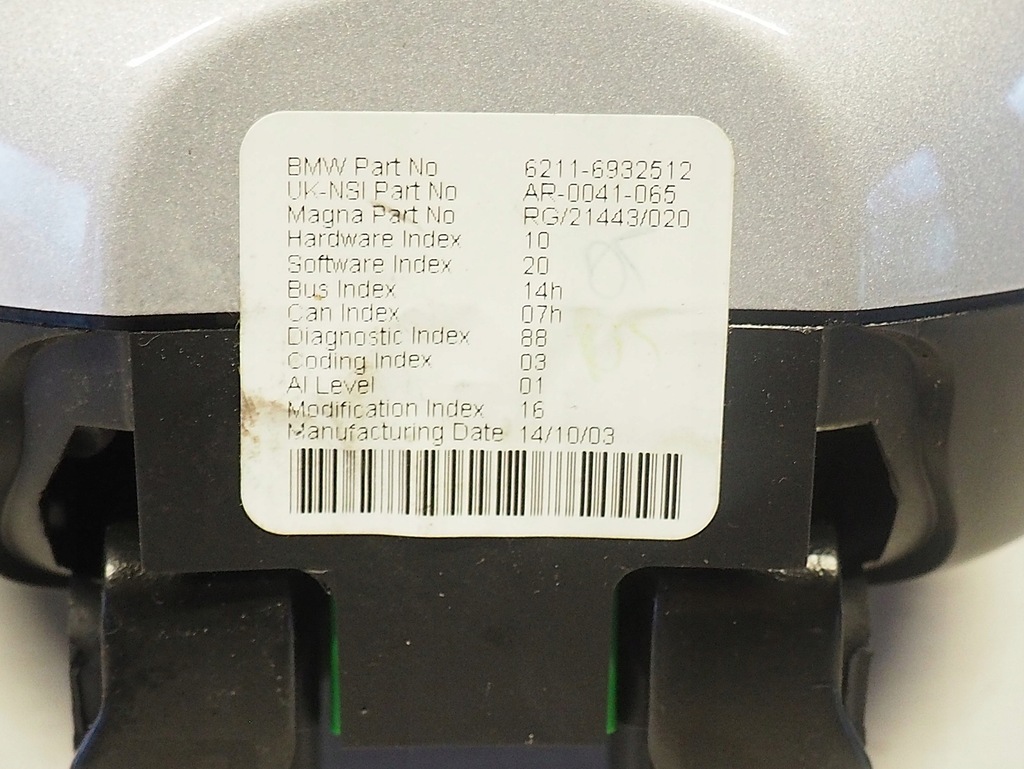 BMW Part No 6211-6932512
UK-NSI Part No AR-0041-065
Magna Part No RG/21443/020
Hardware Index 10
Software Index 20
Bus Index 14h
Can Index 07h
Diagnostic Index 88
Coding Index 03
AI Level 01
Modification Index 16
Manufacturing Date 14/10/03